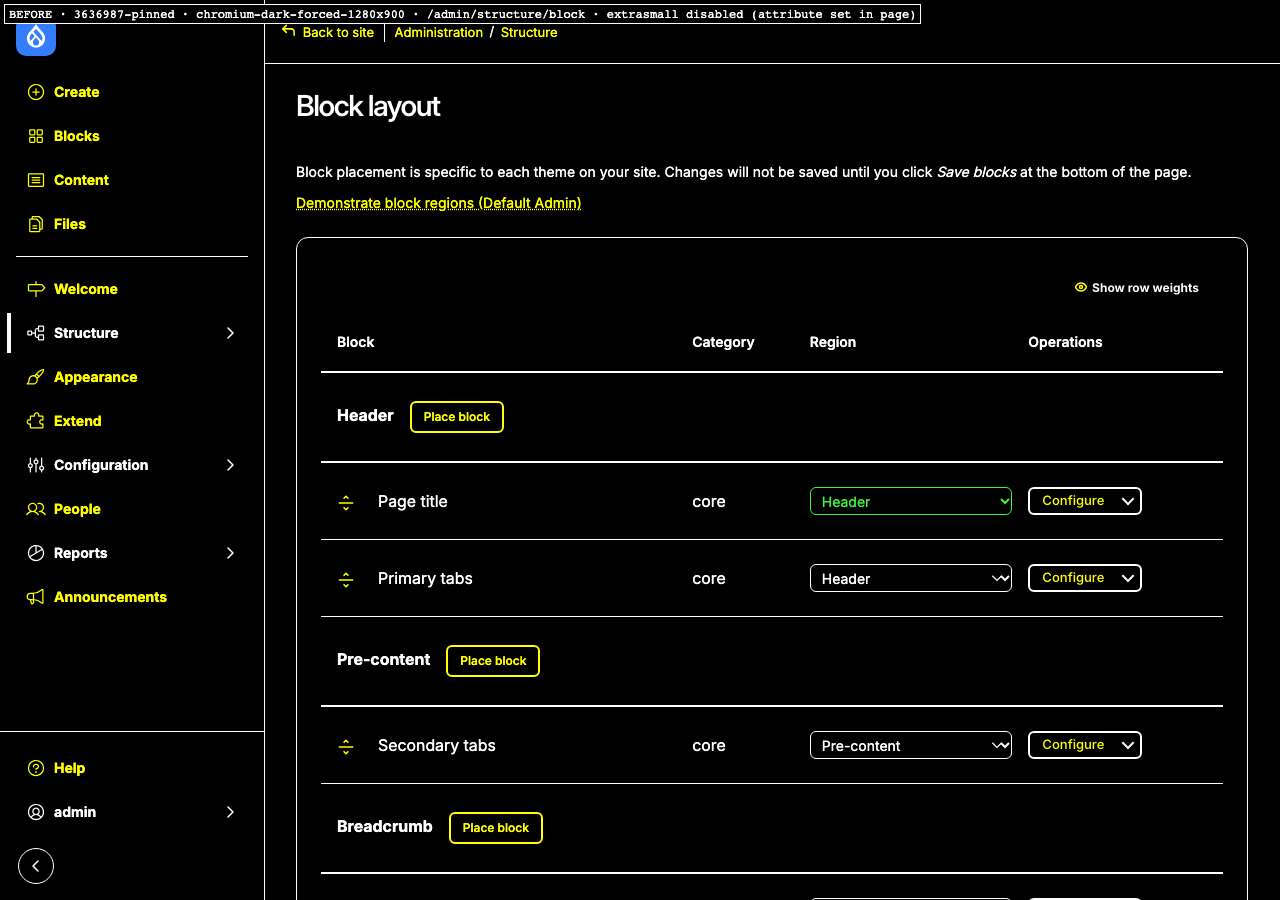 BEFORE · 3636987-pinned · chromium-dark-forced-1280x900 · /admin/structure/block · extrasmall disabled (attribute set in page)
Back to site
Administration / Structure
Create
Blocks
Content
Files
Welcome
Structure
Appearance
Extend
Configuration
People
Reports
Announcements
Help
admin
Block layout
Block placement is specific to each theme on your site. Changes will not be saved until you click Save blocks at the bottom of the page.
Demonstrate block regions (Default Admin)
Show row weights
Block Category Region Operations
Header Place block
Page title core Header Configure
Primary tabs core Header Configure
Pre-content Place block
Secondary tabs core Pre-content Configure
Breadcrumb Place block